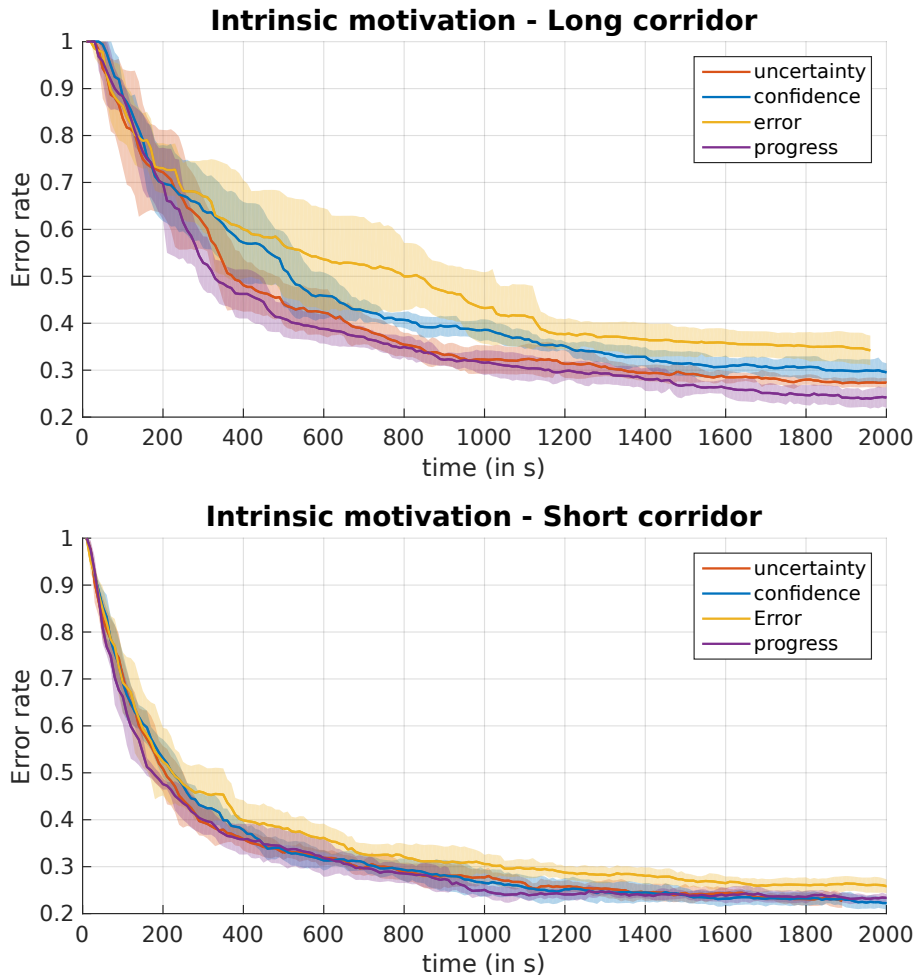 Intrinsic motivation - Long corridor
1
0.9
0.8
0.7
0.6
0.5
0.4
0.3
0.2
Error rate
uncertainty
confidence
error
progress
0 200 400 600 800 1000 1200 1400 1600 1800 2000
time (in s)
Intrinsic motivation - Short corridor
1
0.9
0.8
0.7
0.6
0.5
0.4
0.3
0.2
Error rate
uncertainty
confidence
Error
progress
0 200 400 600 800 1000 1200 1400 1600 1800 2000
time (in s)